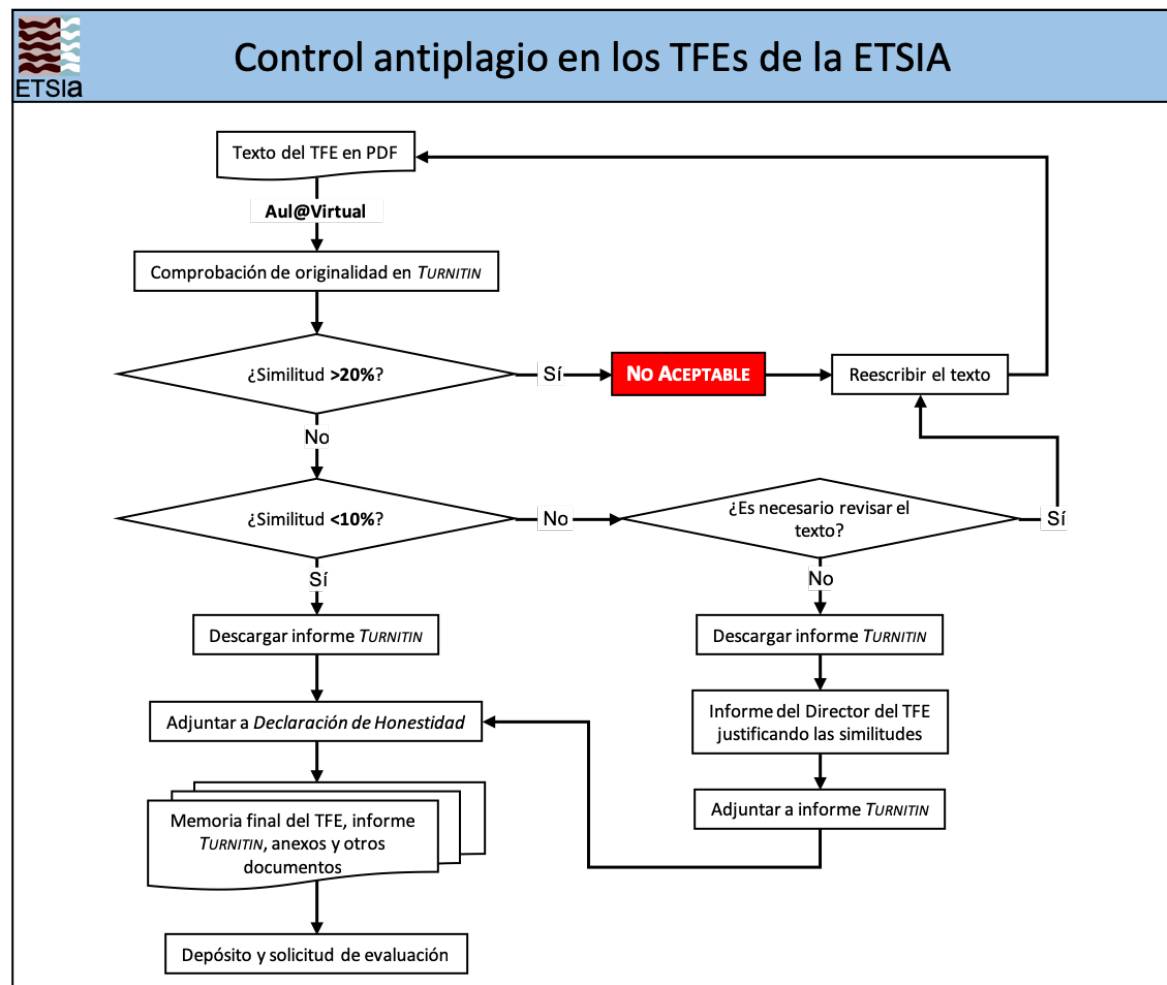 ETSIa
Control antiplagio en los TFEs de la ETSIA
Texto del TFE en PDF
Aul@Virtual
Comprobación de originalidad en TURNITIN
¿Similitud >20%?
Sí
NO ACEPTABLE
Reescribir el texto
No
¿Similitud <10%?
No
¿Es necesario revisar el
texto?
Sí
Sí
No
Descargar informe TURNITIN
Descargar informe TURNITIN
Adjuntar a Declaración de Honestidad
Informe del Director del TFE
justificando las similitudes
Memoria final del TFE, informe
TURNITIN, anexos y otros
documentos
Adjuntar a informe TURNITIN
Depósito y solicitud de evaluación